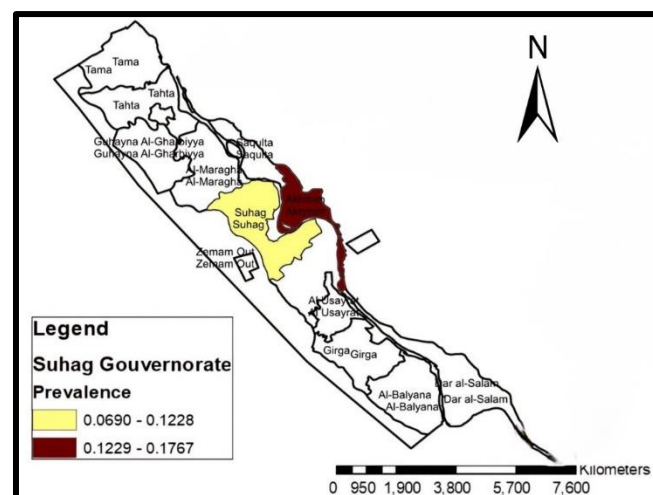 N
Tama
Tama
Tahta
Tahta
Guhayna Al-Gharbiyya
Guhayna Al-Gharbiyya
Saqulta
Saqulta
Al-Maragha
Al-Maragha
Suhag
Suhag
Zemam Out
Zemam Out
Al Usayrat
Al Usayrat
Girga
Girga
Dar al-Salam
Dar al-Salam
Al-Balyana
Al-Balyana
Legend
Suhag Gouvernorate
Prevalence
0.0690 - 0.1228
0.1229 - 0.1767
Kilometers
0 950 1,900 3,800 5,700 7,600